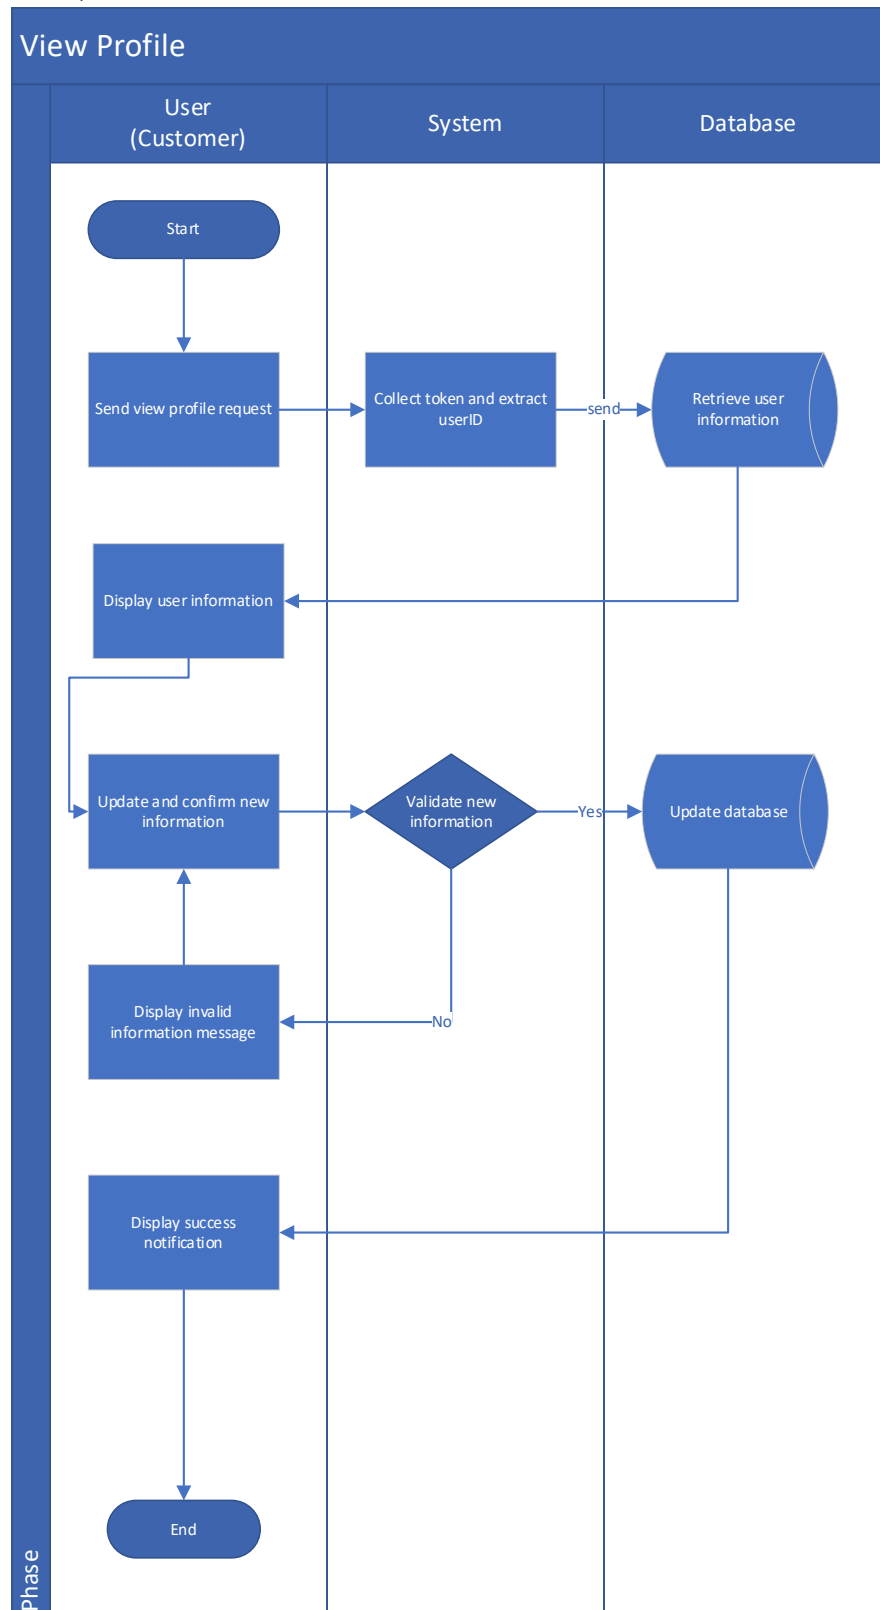 View Profile
User
(Customer)
System
Database
Start
Send view profile request
Collect token and extract
userID
send
Retrieve user
information
Display user information
Update and confirm new
information
Validate new
information
Yes
Update database
Display invalid
information message
No
Display success
notification
End
Phase